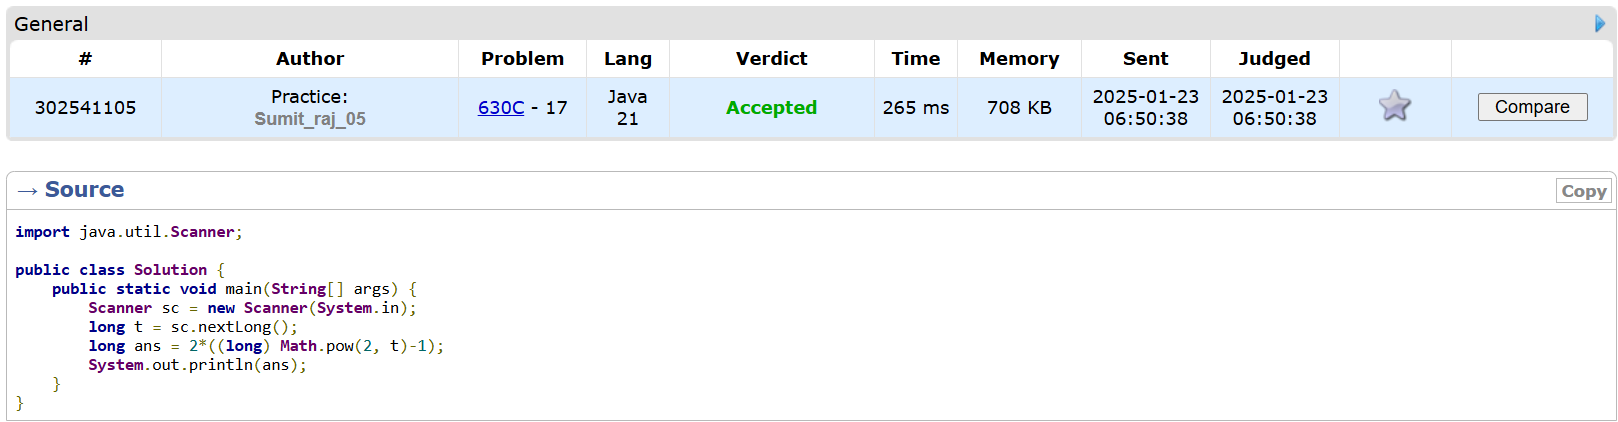 General
# Author Problem Lang Verdict Time Memory Sent Judged
302541105 Practice: Sumit_raj_05 630C - 17 Java 21 Accepted 265 ms 708 KB 2025-01-23 06:50:38 2025-01-23 06:50:38 Compare
→ Source Copy
import java.util.Scanner;
public class Solution {
    public static void main(String[] args) {
        Scanner sc = new Scanner(System.in);
        long t = sc.nextLong();
        long ans = 2*((long) Math.pow(2, t)-1);
        System.out.println(ans);
    }
}